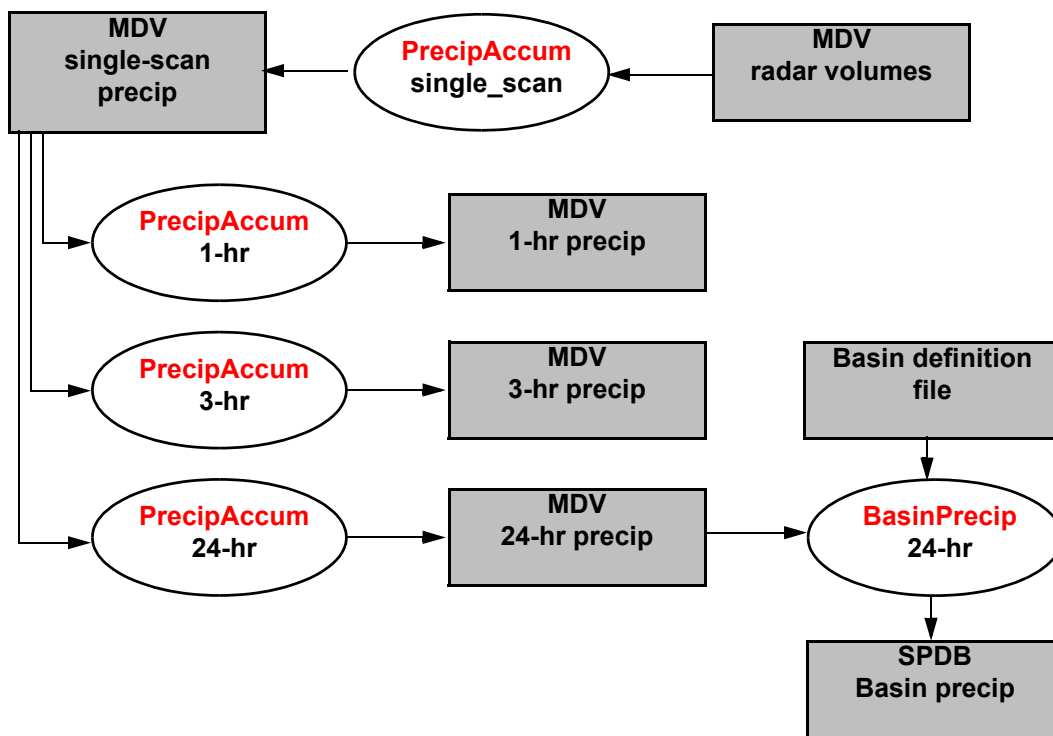 MDV
single-scan
precip
PrecipAccum
single_scan
MDV
radar volumes
PrecipAccum
1-hr
MDV
1-hr precip
PrecipAccum
3-hr
MDV
3-hr precip
Basin definition
file
PrecipAccum
24-hr
MDV
24-hr precip
BasinPrecip
24-hr
SPDB
Basin precip